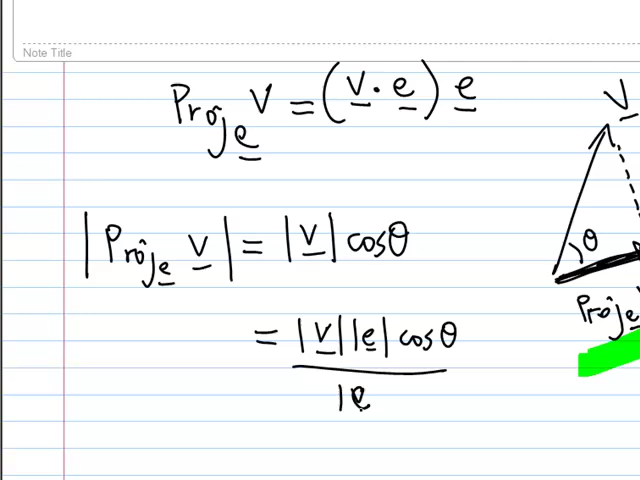 Note Title
Proj_e V = (v · e) e
V
|Proj_e v| = |v| cosθ
θ
Proj_e
= |v||e| cosθ
|e